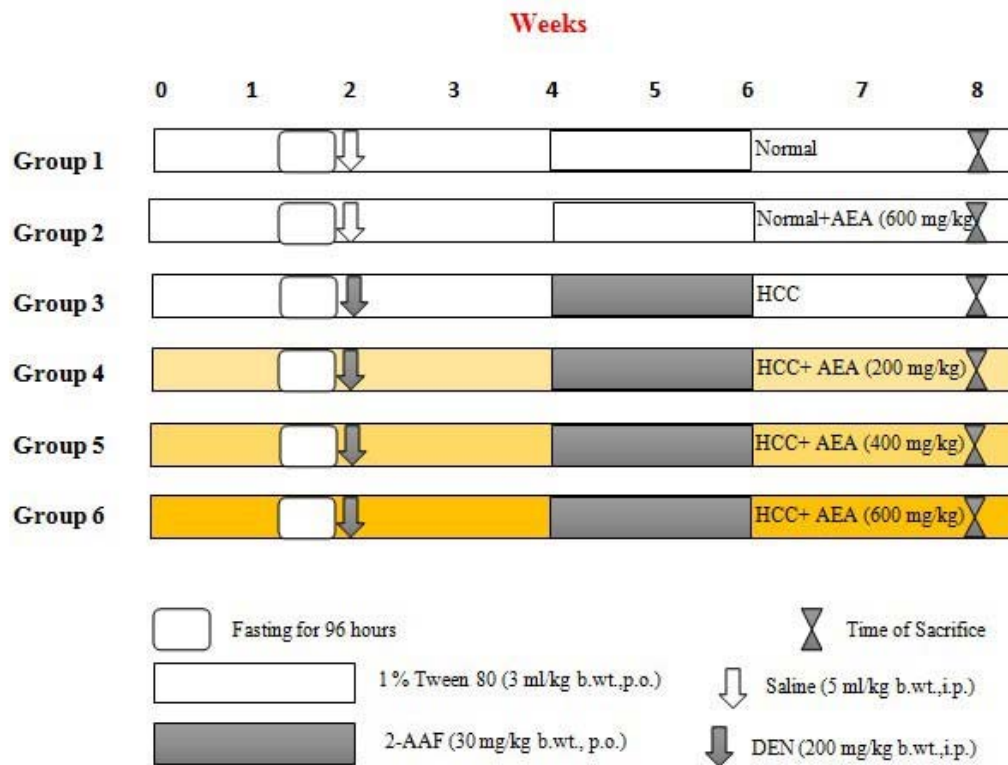 Weeks
0 1 2 3 4 5 6 7 8
Group 1 Normal
Group 2 Normal+AEA (600 mg/kg
Group 3 HCC
Group 4 HCC+ AEA (200 mg/kg)
Group 5 HCC+ AEA (400 mg/kg)
Group 6 HCC+ AEA (600 mg/kg)
Fasting for 96 hours Time of Sacrifice
1% Tween 80 (3 ml/kg b.wt.,p.o.) Saline (5 ml/kg b.wt.,i.p.)
2-AAF (30 mg/kg b.wt., p.o.) DEN (200 mg/kg b.wt.,i.p.)